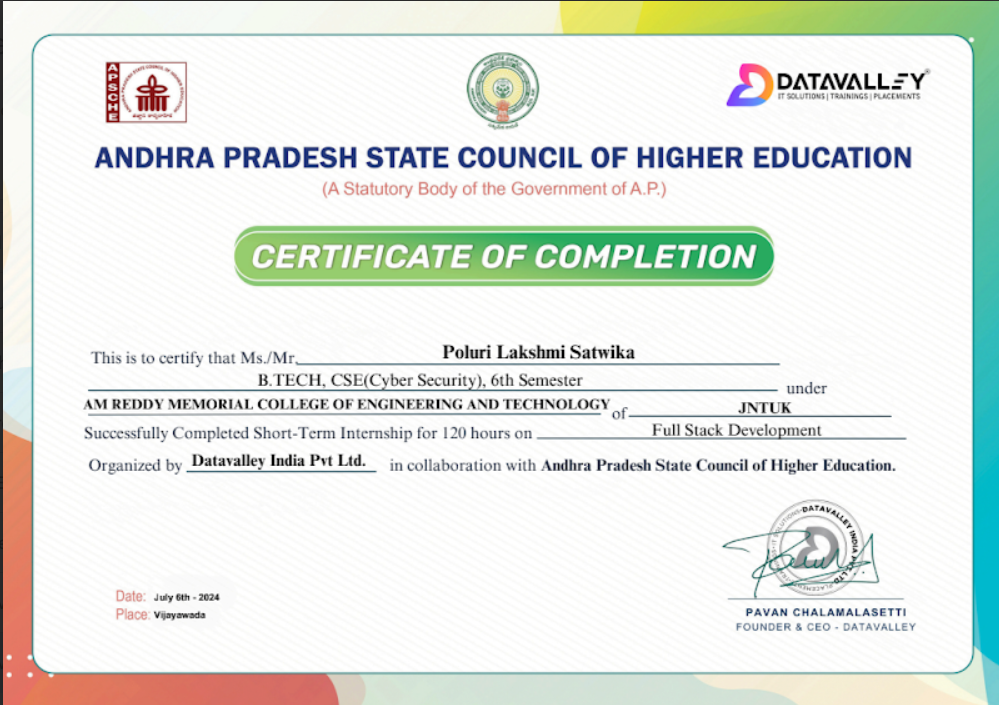 APSCHE
DATAVALLEY®
IT SOLUTIONS | TRAININGS | PLACEMENTS
ANDHRA PRADESH STATE COUNCIL OF HIGHER EDUCATION
(A Statutory Body of the Government of A.P.)
CERTIFICATE OF COMPLETION
This is to certify that Ms./Mr. Poluri Lakshmi Satwika
B.TECH, CSE(Cyber Security), 6th Semester under
AM REDDY MEMORIAL COLLEGE OF ENGINEERING AND TECHNOLOGY of JNTUK
Successfully Completed Short-Term Internship for 120 hours on Full Stack Development
Organized by Datavalley India Pvt Ltd. in collaboration with Andhra Pradesh State Council of Higher Education.
DATAVALLEY INDIA PVT LTD
Date: July 6th - 2024
Place: Vijayawada
PAVAN CHALAMALASETTI
FOUNDER & CEO - DATAVALLEY